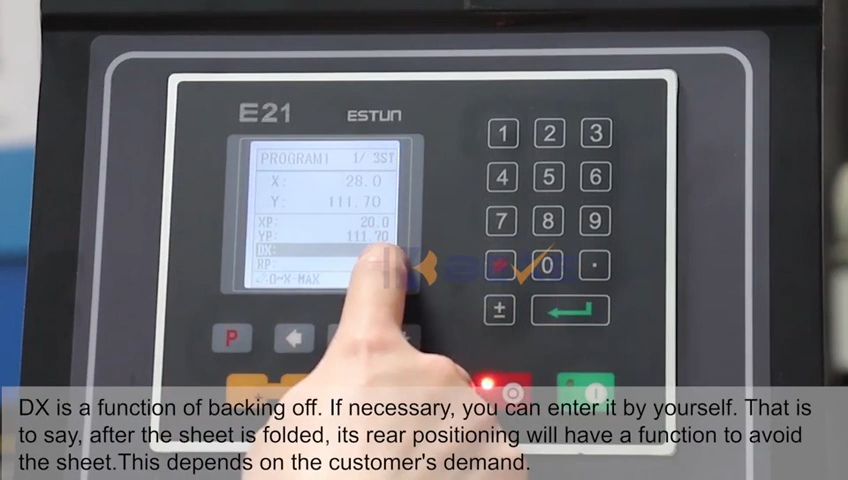 E21 ESTUN
PROGRAM1 1/ 3ST
X: 28.0
Y: 111.70
XP: 20.0
YP: 111.70
DX:
RP:
0~X-MAX
1 2 3
4 5 6
7 8 9
0 .
±
P
DX is a function of backing off. If necessary, you can enter it by yourself. That is
to say, after the sheet is folded, its rear positioning will have a function to avoid
the sheet.This depends on the customer's demand.